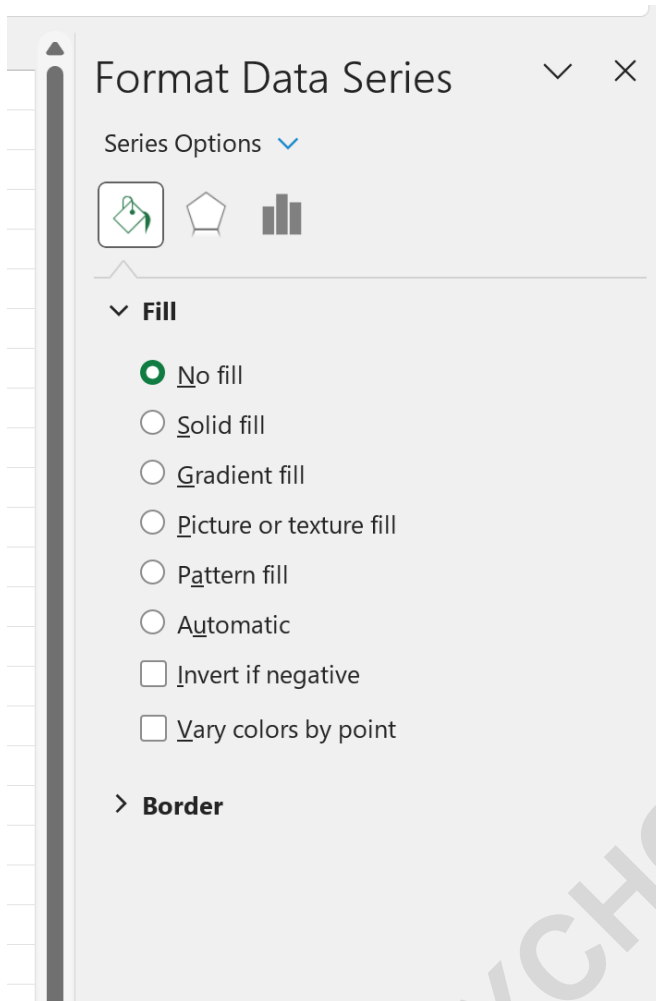 Format Data Series
Series Options
Fill
No fill
Solid fill
Gradient fill
Picture or texture fill
Pattern fill
Automatic
Invert if negative
Vary colors by point
Border